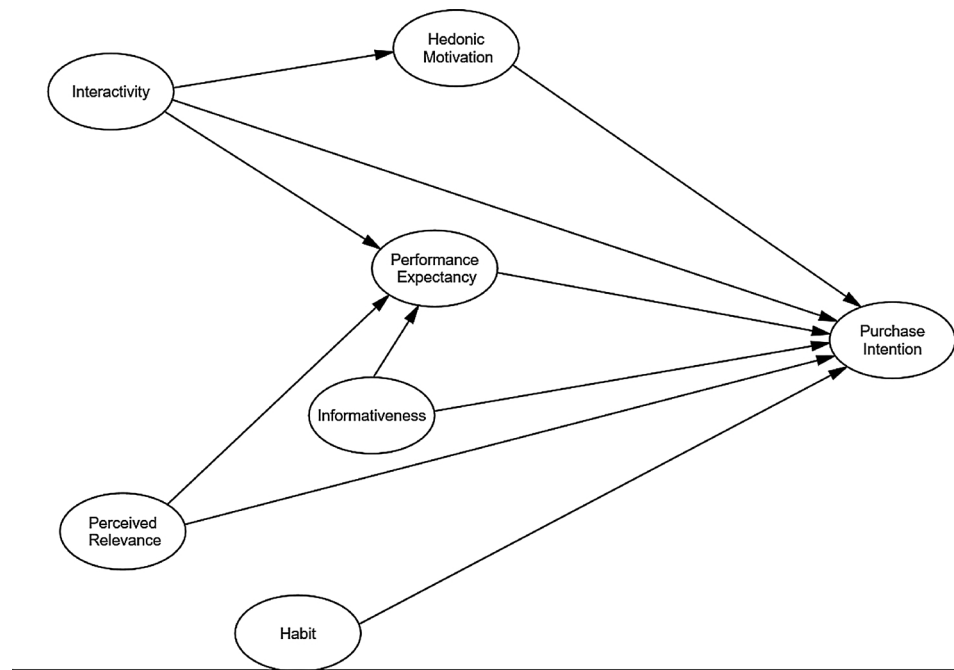 Hedonic
Motivation
Interactivity
Performance
Expectancy
Purchase
Intention
Informativeness
Perceived
Relevance
Habit